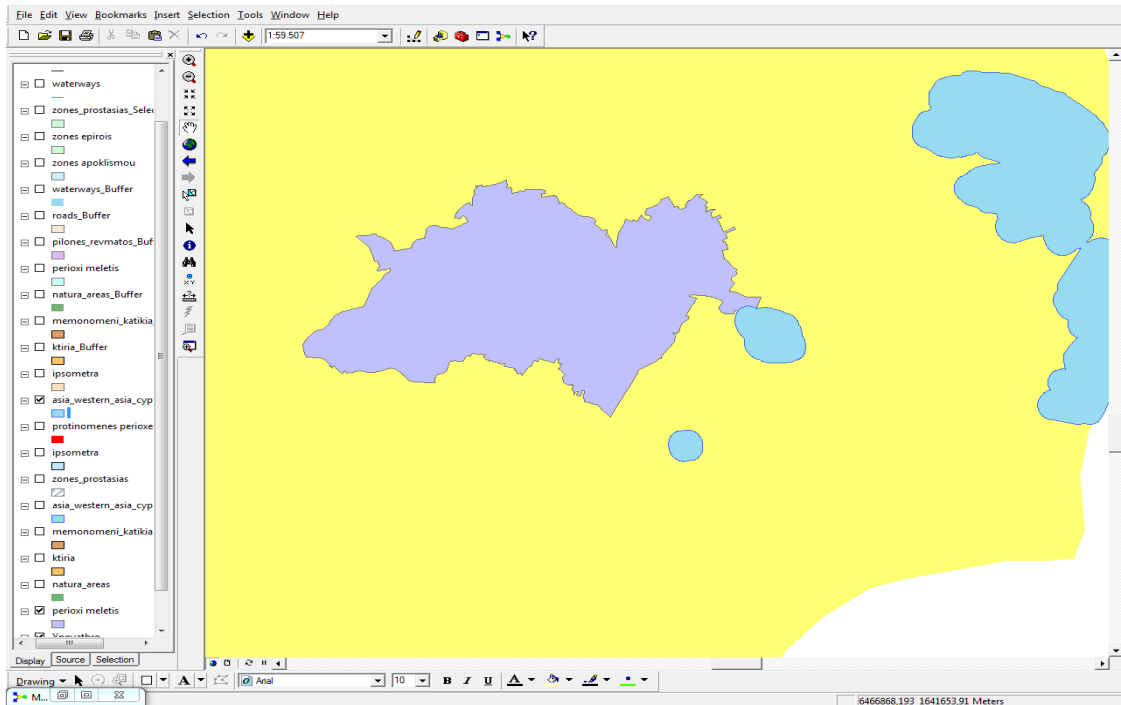 File Edit View Bookmarks Insert Selection Tools Window Help
1:59.507
waterways
zones_prostasias_Selec
zones epirois
zones apoklismou
waterways_Buffer
roads_Buffer
pilones_revmatos_Buf
perioxi meletis
natura_areas_Buffer
memonomeni_katikia_
ktiria_Buffer
ipsometra
asia_western_asia_cyp
protinomenes perioxe
ipsometra
zones_prostasias
asia_western_asia_cyp
memonomeni_katikia
ktiria
natura_areas
perioxi meletis
Ypovathro
Display Source Selection
Drawing A Arial 10 B I U A
M...
6466868,193 1641653,91 Meters